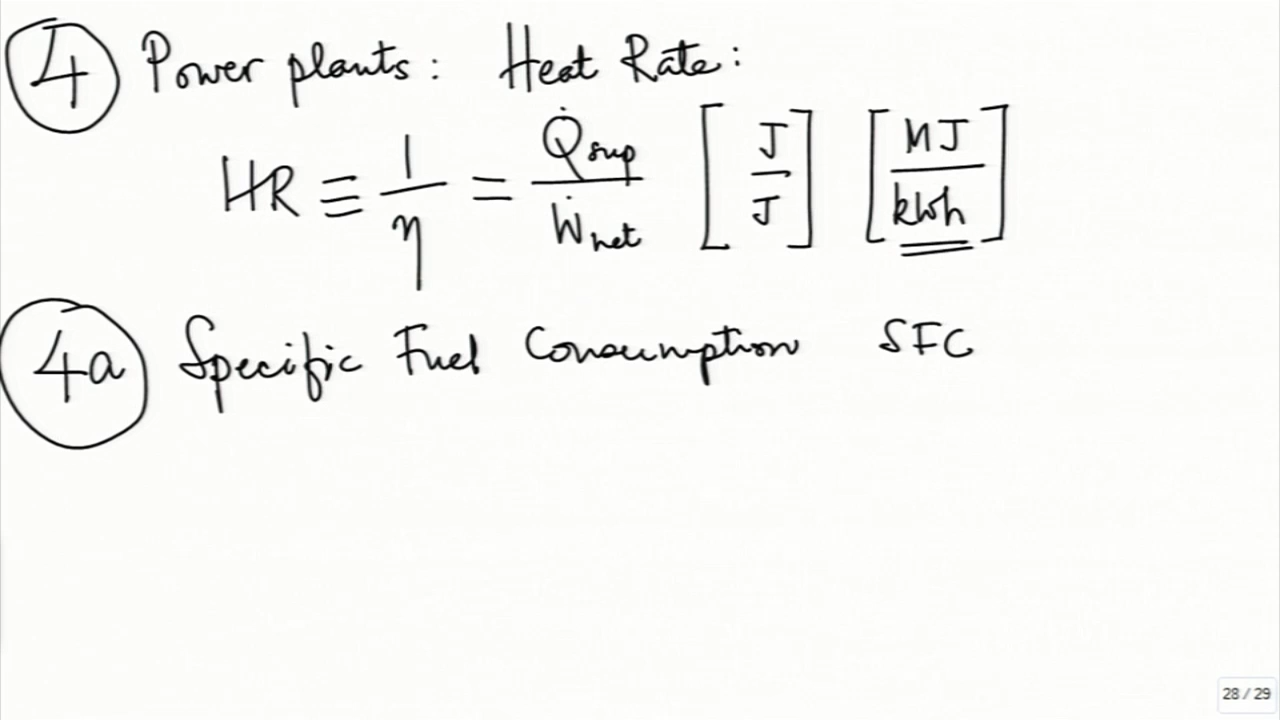 4 Power plants: Heat Rate:
HR ≡ 1/η = Q̇sup/Ẇnet [J/J] [MJ/kWh]
4a Specific Fuel Consumption SFC
28 / 29